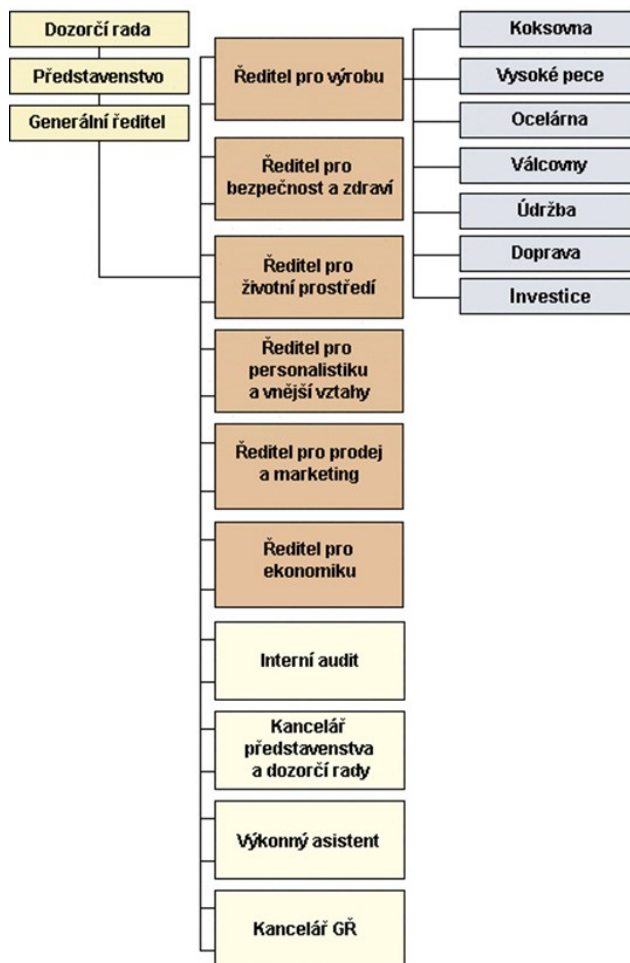 Dozorčí rada
Představenstvo
Generální ředitel
Ředitel pro výrobu
Ředitel pro
bezpečnost a zdraví
Ředitel pro
životní prostředí
Ředitel pro
personalistiku
a vnější vztahy
Ředitel pro prodej
a marketing
Ředitel pro
ekonomiku
Interní audit
Kancelář
představenstva
a dozorčí rady
Výkonný asistent
Kancelář GŘ
Koksovna
Vysoké pece
Ocelárna
Válcovny
Údržba
Doprava
Investice